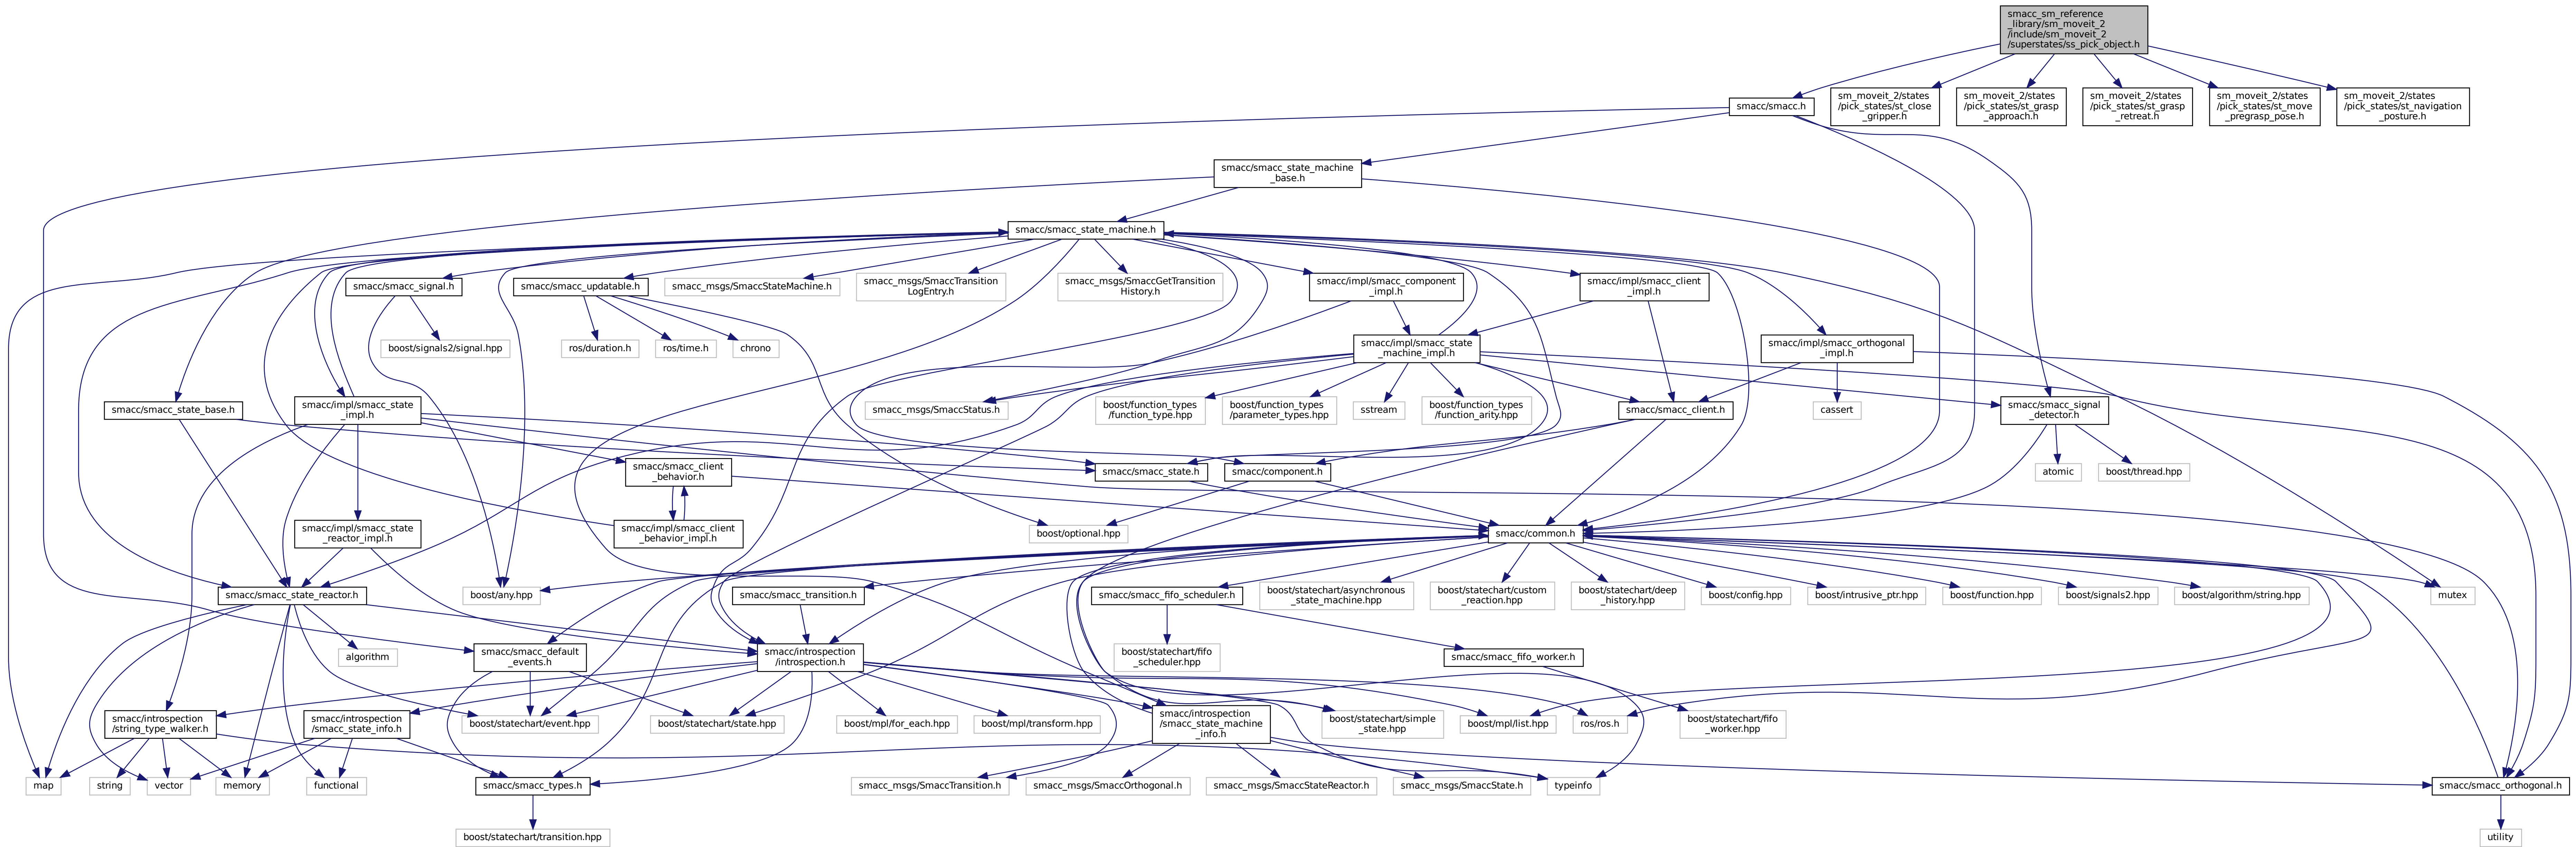 smacc_sm_reference
_library/sm_moveit_2
/include/sm_moveit_2
/superstates/ss_pick_object.h
smacc/smacc.h
sm_moveit_2/states
/pick_states/st_close
_gripper.h
sm_moveit_2/states
/pick_states/st_grasp
_approach.h
sm_moveit_2/states
/pick_states/st_grasp
_retreat.h
sm_moveit_2/states
/pick_states/st_move
_pregrasp_pose.h
sm_moveit_2/states
/pick_states/st_navigation
_posture.h
smacc/smacc_state_machine
_base.h
smacc/smacc_state_machine.h
smacc/smacc_signal.h
smacc/smacc_updatable.h
smacc_msgs/SmaccStateMachine.h
smacc_msgs/SmaccTransition
LogEntry.h
smacc_msgs/SmaccGetTransition
History.h
smacc/impl/smacc_component
_impl.h
smacc/impl/smacc_client
_impl.h
boost/signals2/signal.hpp
ros/duration.h
ros/time.h
chrono
smacc/impl/smacc_state
_machine_impl.h
smacc/impl/smacc_orthogonal
_impl.h
smacc/smacc_state_base.h
smacc/impl/smacc_state
_impl.h
smacc_msgs/SmaccStatus.h
boost/function_types
/function_type.hpp
boost/function_types
/parameter_types.hpp
sstream
boost/function_types
/function_arity.hpp
smacc/smacc_client.h
cassert
smacc/smacc_signal
_detector.h
smacc/smacc_client
_behavior.h
smacc/smacc_state.h
smacc/component.h
atomic
boost/thread.hpp
smacc/impl/smacc_state
_reactor_impl.h
smacc/impl/smacc_client
_behavior_impl.h
boost/optional.hpp
smacc/common.h
smacc/smacc_state_reactor.h
boost/any.hpp
smacc/smacc_transition.h
smacc/smacc_fifo_scheduler.h
boost/statechart/asynchronous
_state_machine.hpp
boost/statechart/custom
_reaction.hpp
boost/statechart/deep
_history.hpp
boost/config.hpp
boost/intrusive_ptr.hpp
boost/function.hpp
boost/signals2.hpp
boost/algorithm/string.hpp
mutex
algorithm
smacc/smacc_default
_events.h
smacc/introspection
/introspection.h
boost/statechart/fifo
_scheduler.hpp
smacc/smacc_fifo_worker.h
smacc/introspection
/string_type_walker.h
smacc/introspection
/smacc_state_info.h
boost/statechart/event.hpp
boost/statechart/state.hpp
boost/mpl/for_each.hpp
boost/mpl/transform.hpp
smacc/introspection
/smacc_state_machine
_info.h
boost/statechart/simple
_state.hpp
boost/mpl/list.hpp
ros/ros.h
boost/statechart/fifo
_worker.hpp
map
string
vector
memory
functional
smacc/smacc_types.h
smacc_msgs/SmaccTransition.h
smacc_msgs/SmaccOrthogonal.h
smacc_msgs/SmaccStateReactor.h
smacc_msgs/SmaccState.h
typeinfo
smacc/smacc_orthogonal.h
boost/statechart/transition.hpp
utility